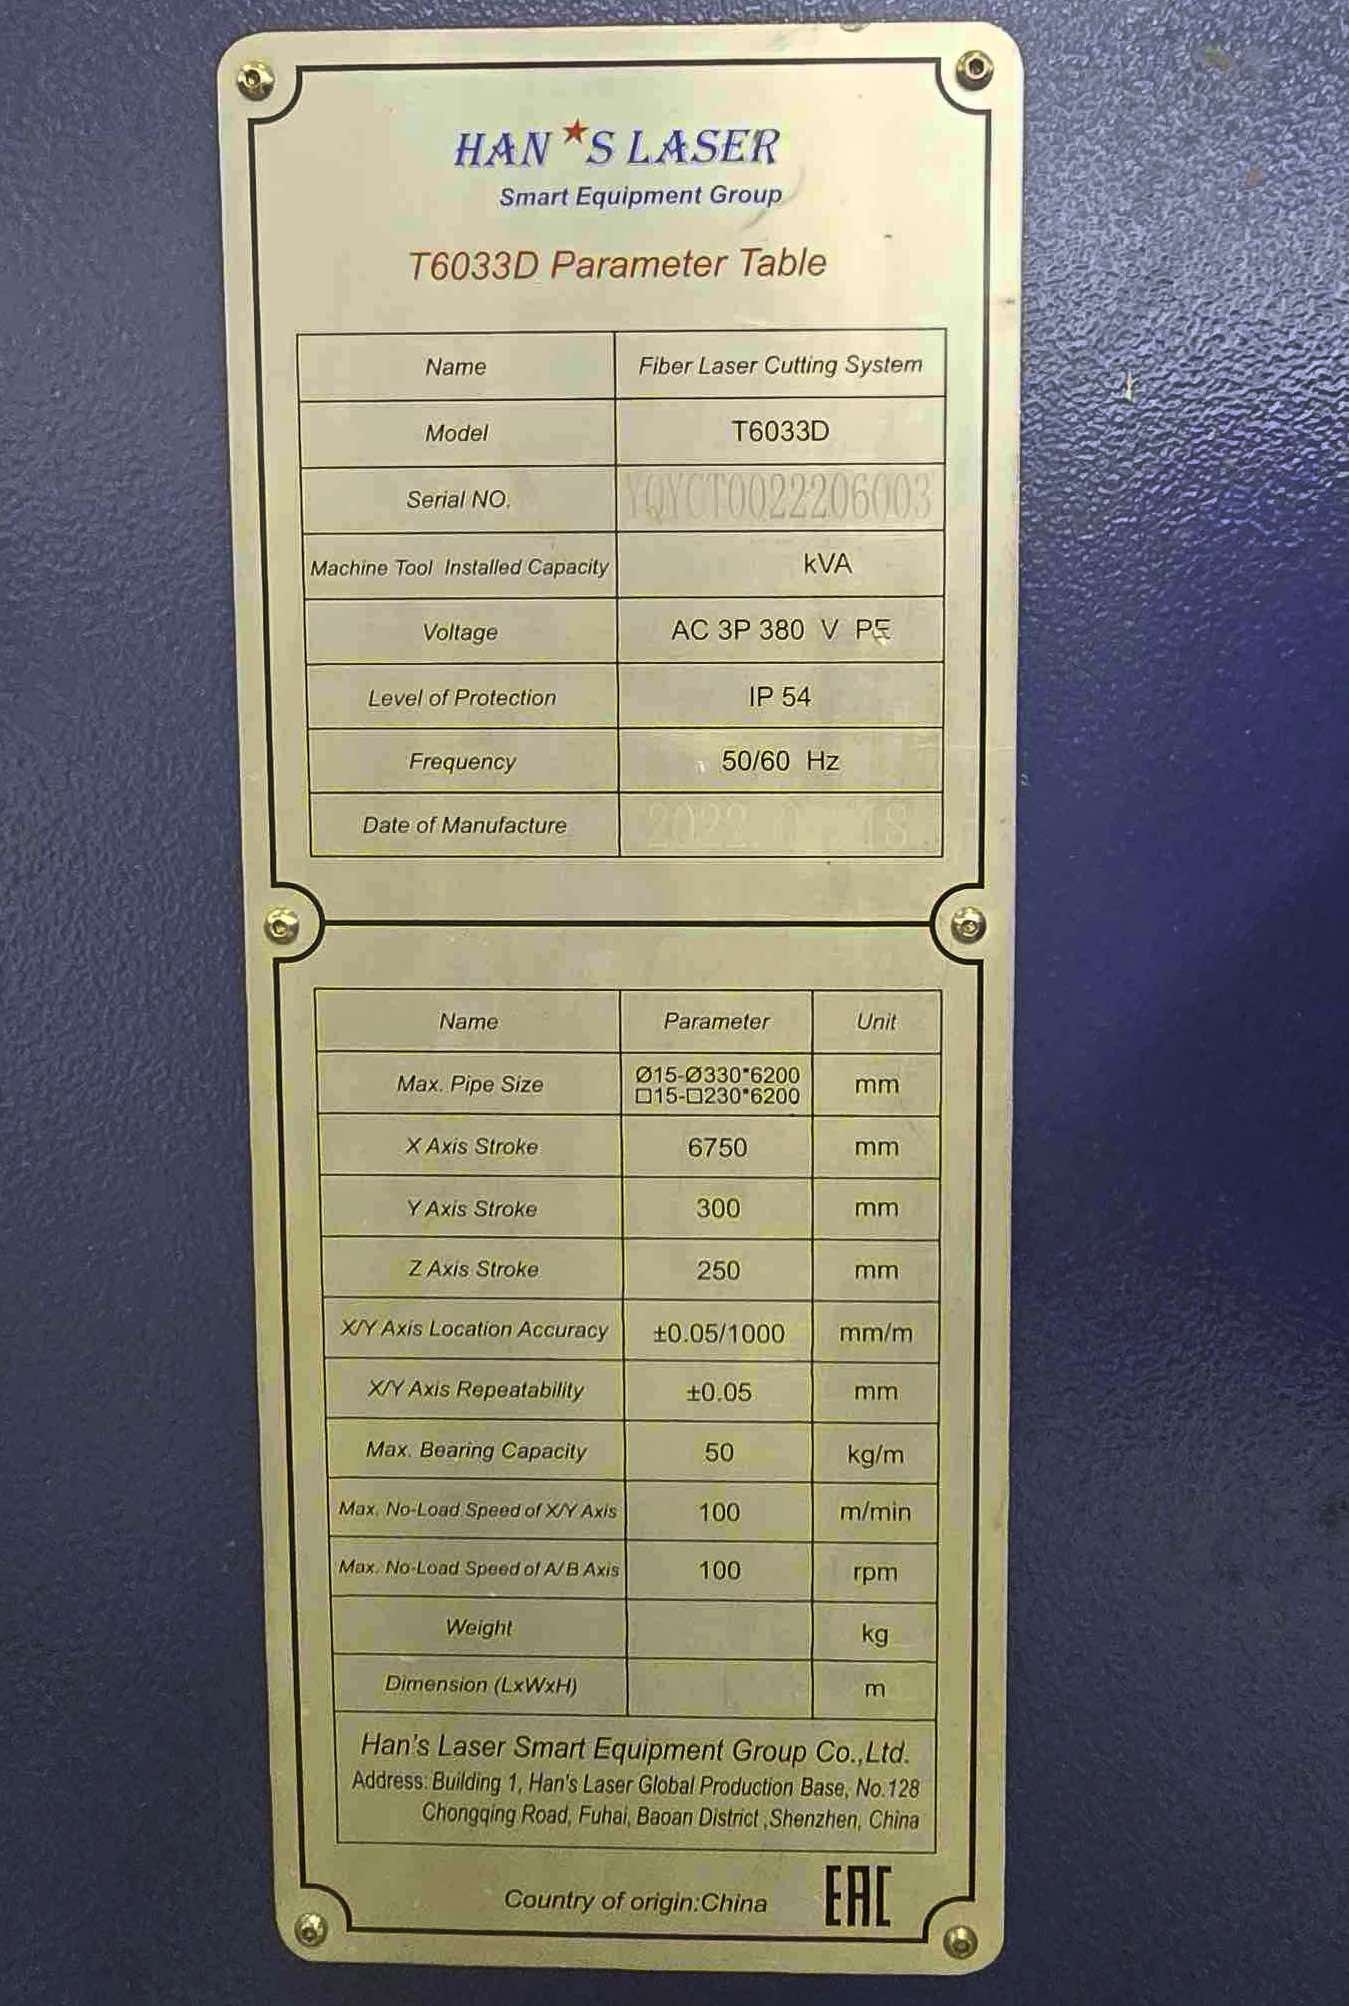 HAN★S LASER
Smart Equipment Group
T6033D Parameter Table
Name Fiber Laser Cutting System
Model T6033D
Serial NO. YQYCT0022206003
Machine Tool Installed Capacity kVA
Voltage AC 3P 380 V PE
Level of Protection IP 54
Frequency 50/60 Hz
Date of Manufacture 2022. 18
Name Parameter Unit
Max. Pipe Size Ø15-Ø330*6200 mm
□15-□230*6200
X Axis Stroke 6750 mm
Y Axis Stroke 300 mm
Z Axis Stroke 250 mm
X/Y Axis Location Accuracy ±0.05/1000 mm/m
X/Y Axis Repeatability ±0.05 mm
Max. Bearing Capacity 50 kg/m
Max. No-Load Speed of X/Y Axis 100 m/min
Max. No-Load Speed of A/B Axis 100 rpm
Weight kg
Dimension (LxWxH) m
Han's Laser Smart Equipment Group Co.,Ltd.
Address: Building 1, Han's Laser Global Production Base, No.128
Chongqing Road, Fuhai, Baoan District ,Shenzhen, China
Country of origin:China EAC